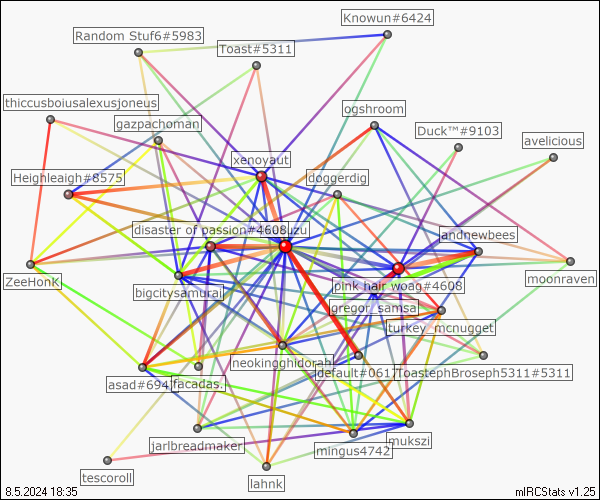 Knowun#6424
Random Stuf6#5983
Toast#5311
thiccusboiusalexusjoneus
ogshroom
gazpachoman
Duck™#9103
avelicious
xenoyaut
Heighleaigh#8575
doggerdig
disaster of passion#4608
uzu
andnewbees
ZeeHonK
moonraven
bigcitysamurai
pink hair woag#4608
gregor_samsa
turkey_mcnugget
neokingghidorah
default#0617
ToastephBroseph5311#5311
asad#694
facadas.
jarlbreadmaker
mukszi
mingus4742
tescoroll
lahnk
8.5.2024 18:35
mIRCStats v1.25